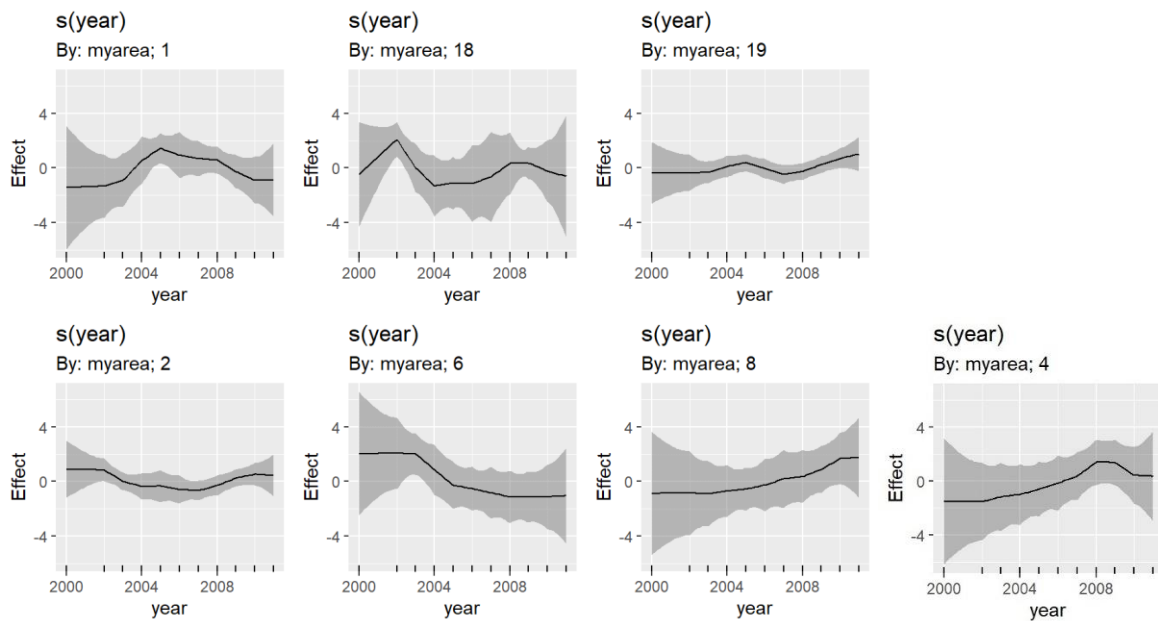 s(year)
By: myarea; 1
Effect
4
0
-4
2000 2004 2008
year
s(year)
By: myarea; 18
Effect
4
0
-4
2000 2004 2008
year
s(year)
By: myarea; 19
Effect
4
0
-4
2000 2004 2008
year
s(year)
By: myarea; 2
Effect
4
0
-4
2000 2004 2008
year
s(year)
By: myarea; 6
Effect
4
0
-4
2000 2004 2008
year
s(year)
By: myarea; 8
Effect
4
0
-4
2000 2004 2008
year
s(year)
By: myarea; 4
Effect
4
0
-4
2000 2004 2008
year